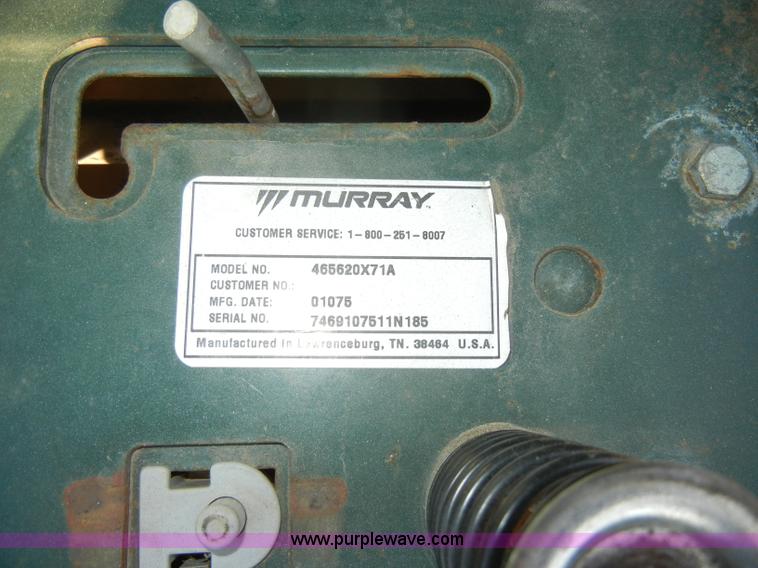 MURRAY
CUSTOMER SERVICE: 1-800-251-8007
MODEL NO. 465620X71A
CUSTOMER NO.:
MFG. DATE: 01075
SERIAL NO. 7469107511N185
Manufactured in Lawrenceburg, TN. 38464 U.S.A.
www.purplewave.com